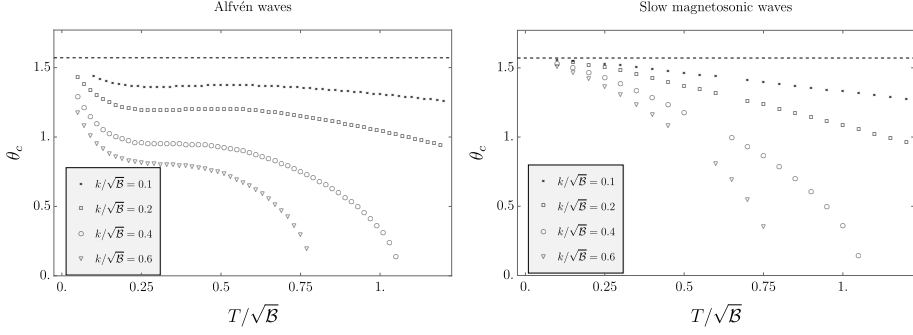 Alfvén waves
θc
1.5
1.
0.5
0.
k/√B = 0.1
k/√B = 0.2
k/√B = 0.4
k/√B = 0.6
0.
0.25
0.5
0.75
1.
T/√B
Slow magnetosonic waves
θc
1.5
1.
0.5
0.
k/√B = 0.1
k/√B = 0.2
k/√B = 0.4
k/√B = 0.6
0.
0.25
0.5
0.75
1.
T/√B